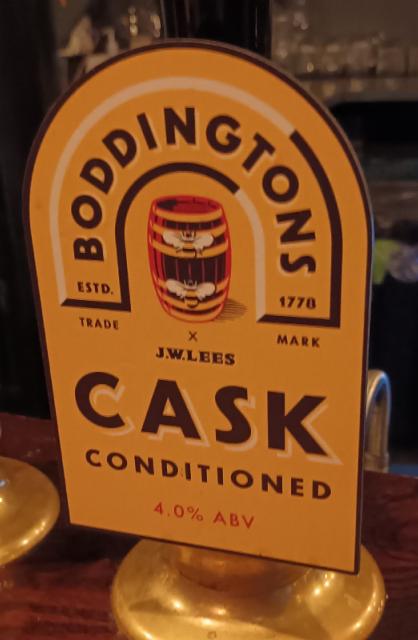 BODDINGTONS
ESTD. 1778
TRADE MARK
X
J.W.LEES
CASK
CONDITIONED
4.0% ABV